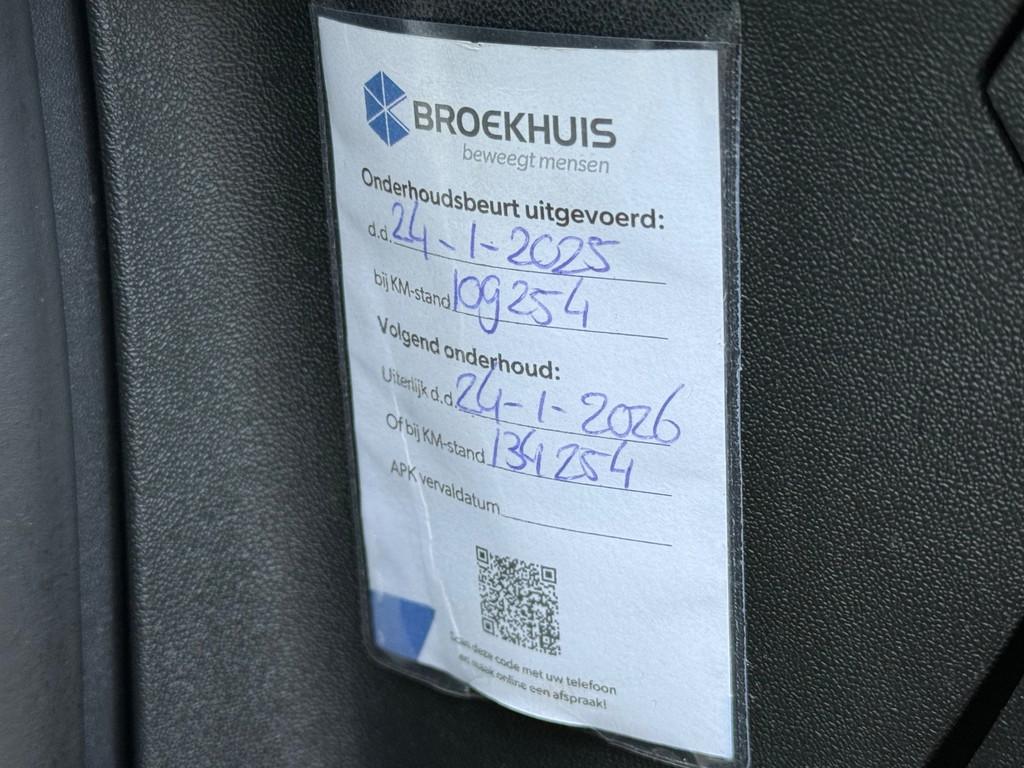 BROEKHUIS
beweegt mensen
Onderhoudsbeurt uitgevoerd:
d.d. 24-1-2025
bij KM-stand 109254
Volgend onderhoud:
Uiterlijk d.d. 24-1-2026
Of bij KM-stand 134254
APK vervaldatum
Scan deze code met uw telefoon
en maak online een afspraak!